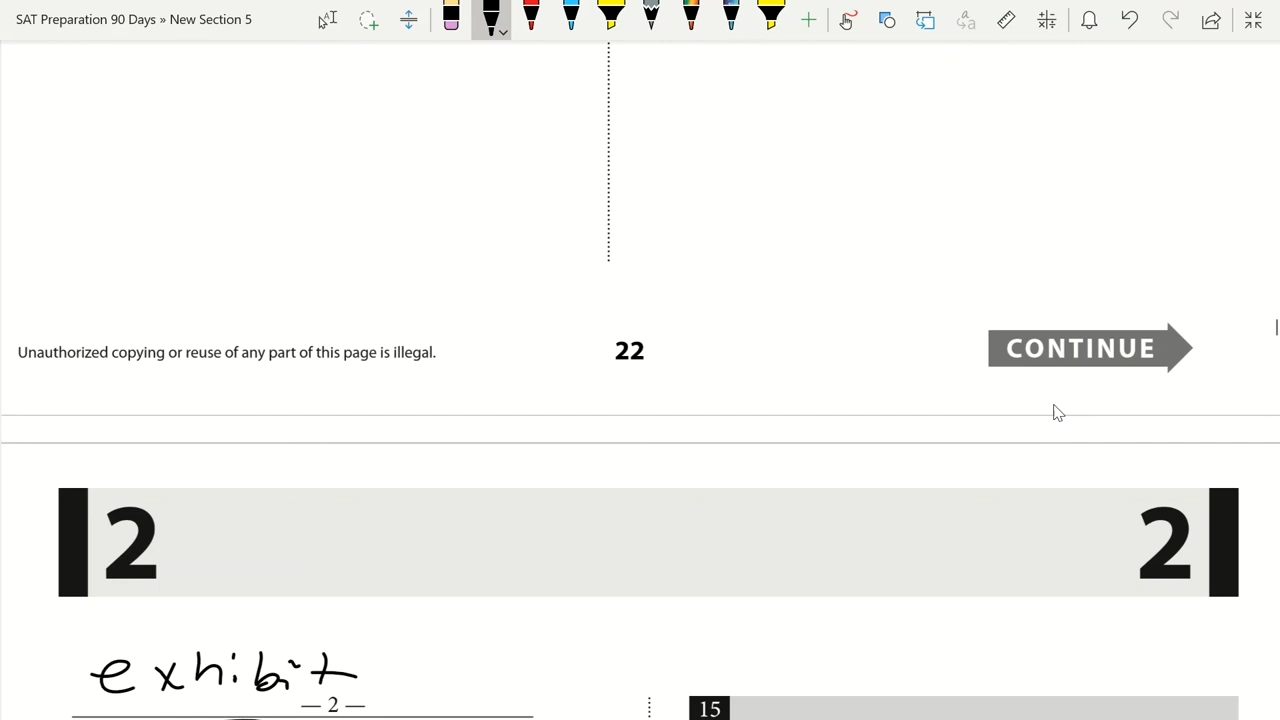 SAT Preparation 90 Days » New Section 5
Unauthorized copying or reuse of any part of this page is illegal.
22
CONTINUE
2
2
exhibit
— 2 —
15